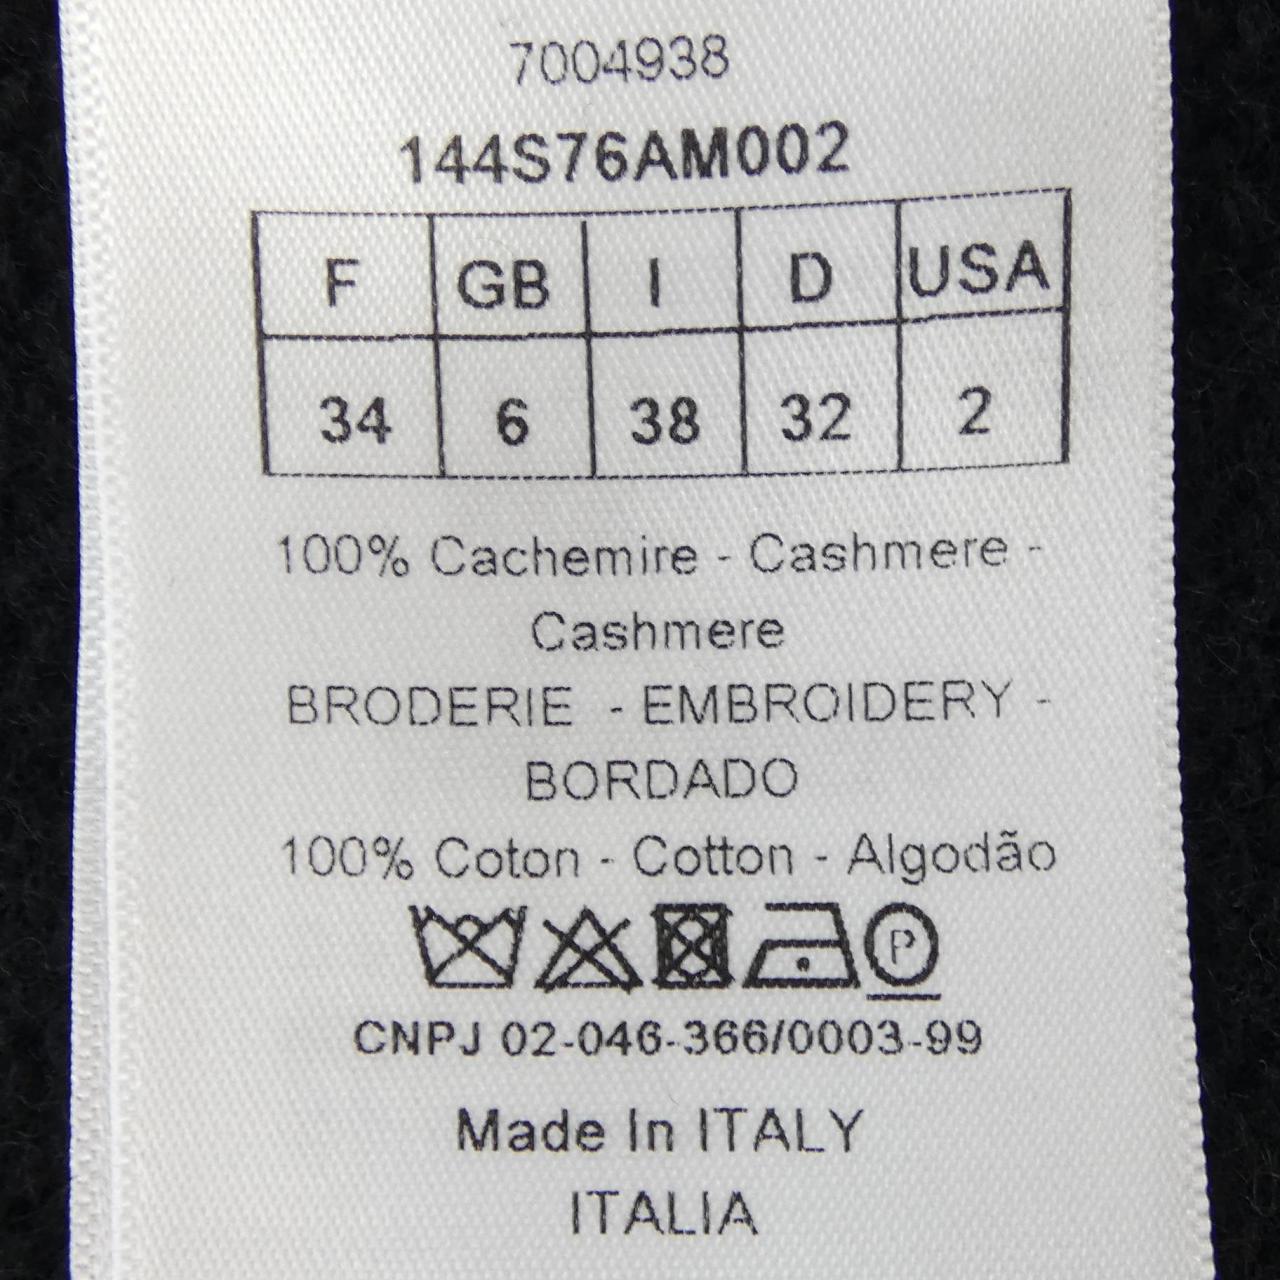 7004938
144S76AM002
F GB I D USA
34 6 38 32 2
100% Cachemire - Cashmere -
Cashmere
BRODERIE - EMBROIDERY -
BORDADO
100% Coton - Cotton - Algodão
P
CNPJ 02-046-366/0003-99
Made In ITALY
ITALIA